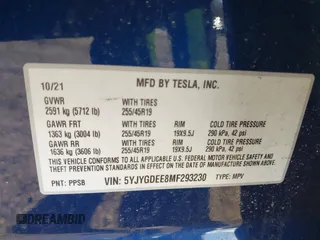 10/21 MFD BY TESLA, INC.
GVWR WITH TIRES
2591 kg (5712 lb) 255/45R19
GAWR FRT WITH TIRES RIM COLD TIRE PRESSURE
1363 kg (3004 lb) 255/45R19 19X9.5J 290 kPa, 42 psi
GAWR RR WITH TIRES RIM COLD TIRE PRESSURE
1636 kg (3606 lb) 255/45R19 19X9.5J 290 kPa, 42 psi
THIS VEHICLE CONFORMS TO ALL APPLICABLE U.S. FEDERAL MOTOR VEHICLE SAFETY AND
THEFT PREVENTION STANDARDS IN EFFECT ON THE DATE OF MANUFACTURE SHOWN ABOVE.
PNT: PPSB VIN: 5YJYGDEE8MF293230 TYPE: MPV
DREAMBID